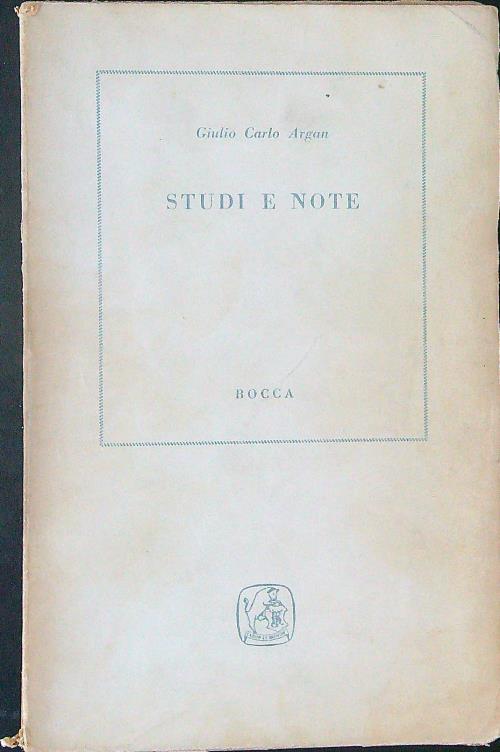 Giulio Carlo Argan
STUDI E NOTE
BOCCA